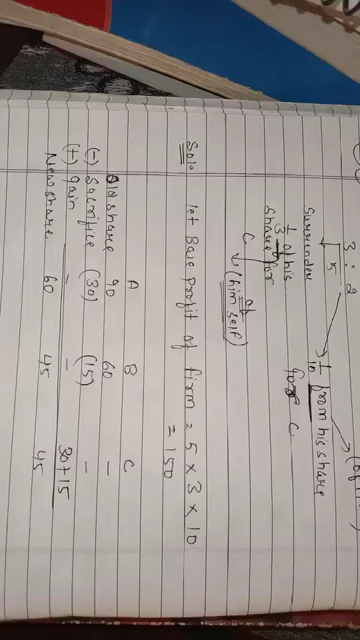 3 : 2
Surrender
1/3 of his
share for
C
(him self)
1/10 from his share
for C.
Solⁿ. let Base Profit of firm = 5 x 3 x 10
= 150
A B C
Old share 90 60 -
(-) Sacrifice (30) (15) -
(+) gain - - 30+15
New share. 60 45 45